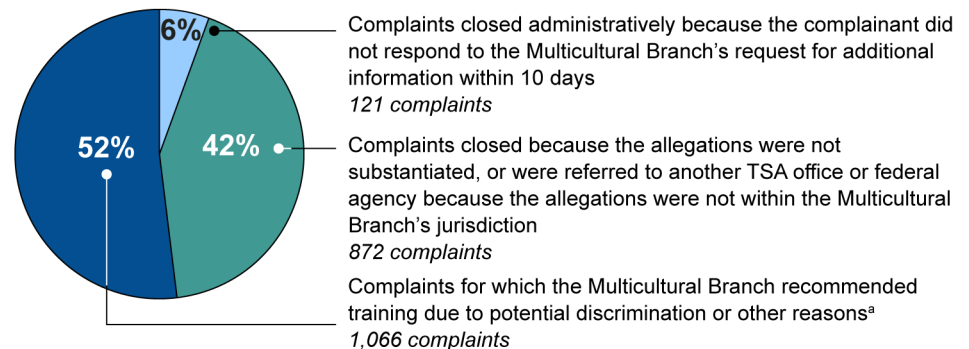 6%
52%
42%
Complaints closed administratively because the complainant did
not respond to the Multicultural Branch’s request for additional
information within 10 days
121 complaints
Complaints closed because the allegations were not
substantiated, or were referred to another TSA office or federal
agency because the allegations were not within the Multicultural
Branch’s jurisdiction
872 complaints
Complaints for which the Multicultural Branch recommended
training due to potential discrimination or other reasonsᵃ
1,066 complaints